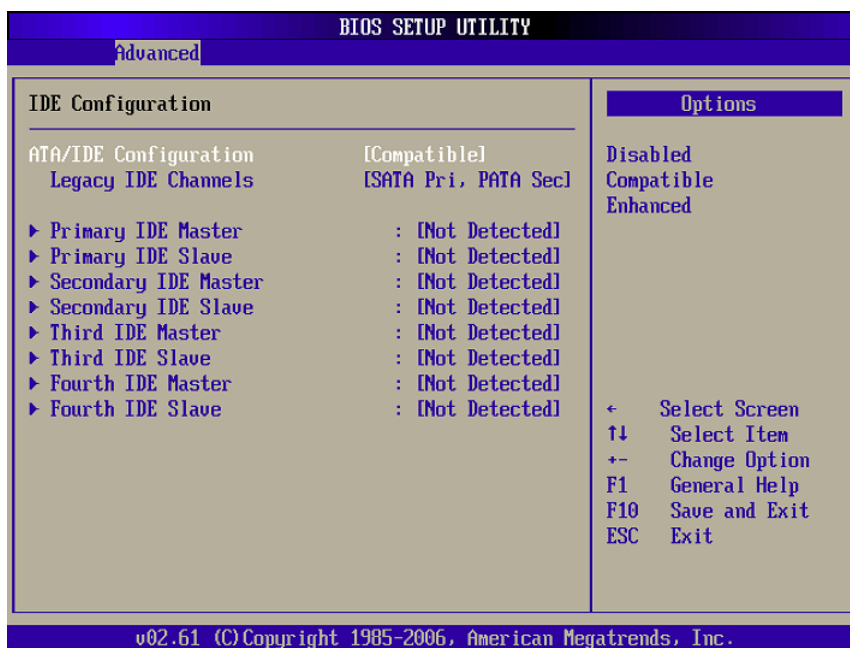 BIOS SETUP UTILITY
Advanced
IDE Configuration
ATA/IDE Configuration [Compatible]
Legacy IDE Channels [SATA Pri, PATA Sec]
Primary IDE Master : [Not Detected]
Primary IDE Slave : [Not Detected]
Secondary IDE Master : [Not Detected]
Secondary IDE Slave : [Not Detected]
Third IDE Master : [Not Detected]
Third IDE Slave : [Not Detected]
Fourth IDE Master : [Not Detected]
Fourth IDE Slave : [Not Detected]
Options
Disabled
Compatible
Enhanced
← Select Screen
↑↓ Select Item
+- Change Option
F1 General Help
F10 Save and Exit
ESC Exit
v02.61 (C)Copyright 1985-2006, American Megatrends, Inc.